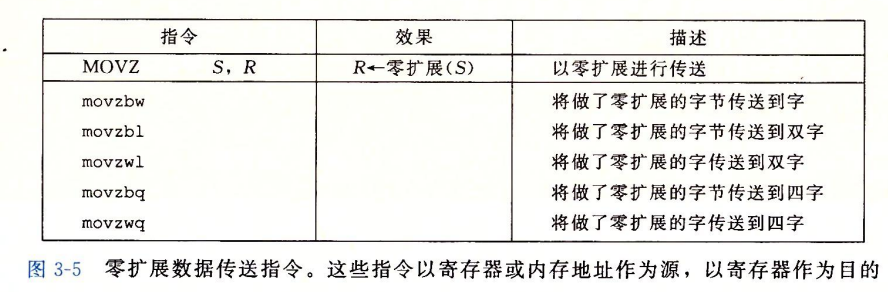 指令 效果 描述
MOVZ S, R R←零扩展(S) 以零扩展进行传送
movzbw 将做了零扩展的字节传送到字
movzbl 将做了零扩展的字节传送到双字
movzwl 将做了零扩展的字传送到双字
movzbq 将做了零扩展的字节传送到四字
movzwq 将做了零扩展的字传送到四字
图 3-5 零扩展数据传送指令。这些指令以寄存器或内存地址作为源，以寄存器作为目的